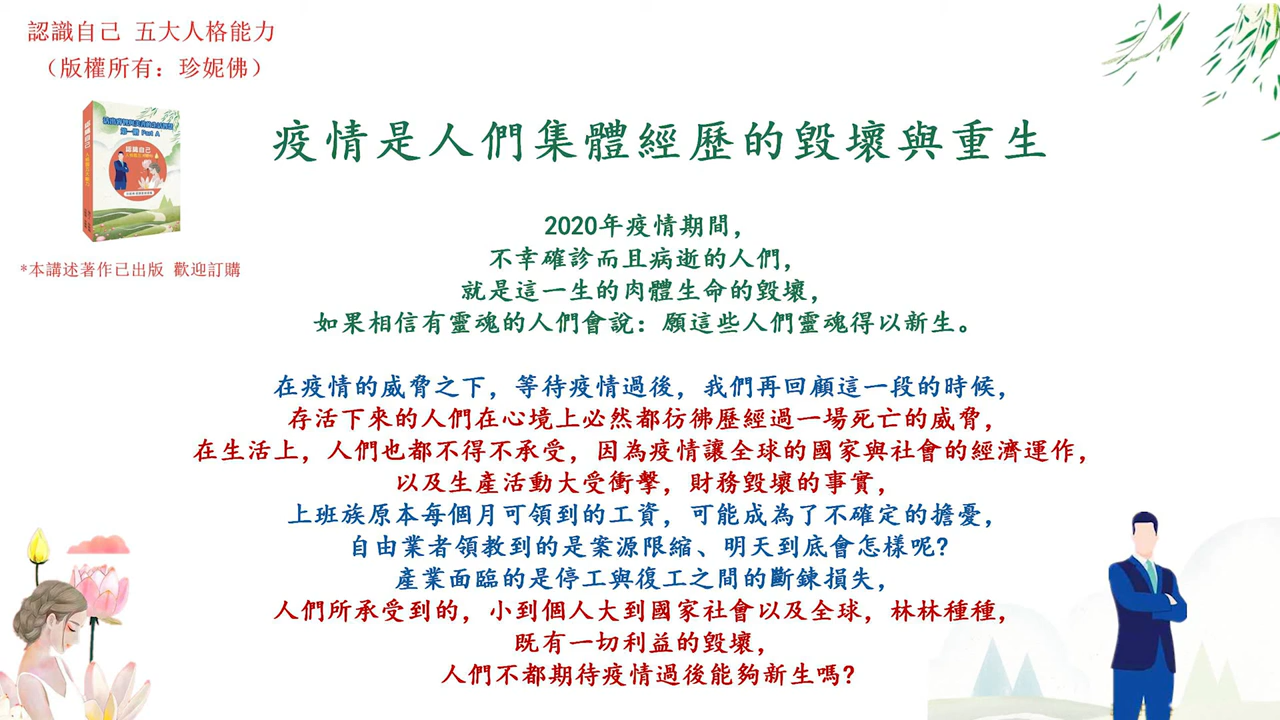 認識自己 五大人格能力
（版權所有：珍妮佛）
第一冊 Part A
認識自己
認識自己
*本講述著作已出版 歡迎訂購
疫情是人們集體經歷的毀壞與重生
2020年疫情期間，
不幸確診而且病逝的人們，
就是這一生的肉體生命的毀壞，
如果相信有靈魂的人們會說：願這些人們靈魂得以新生。
在疫情的威脅之下，等待疫情過後，我們再回顧這一段的時候，
存活下來的人們在心境上必然都彷彿歷經過一場死亡的威脅，
在生活上，人們也都不得不承受，因為疫情讓全球的國家與社會的經濟運作，
以及生產活動大受衝擊，財務毀壞的事實，
上班族原本每個月可領到的工資，可能成為了不確定的擔憂，
自由業者領教到的是案源限縮、明天到底會怎樣呢?
產業面臨的是停工與復工之間的斷鍊損失，
人們所承受到的，小到個人大到國家社會以及全球，林林種種，
既有一切利益的毀壞，
人們不都期待疫情過後能夠新生嗎?